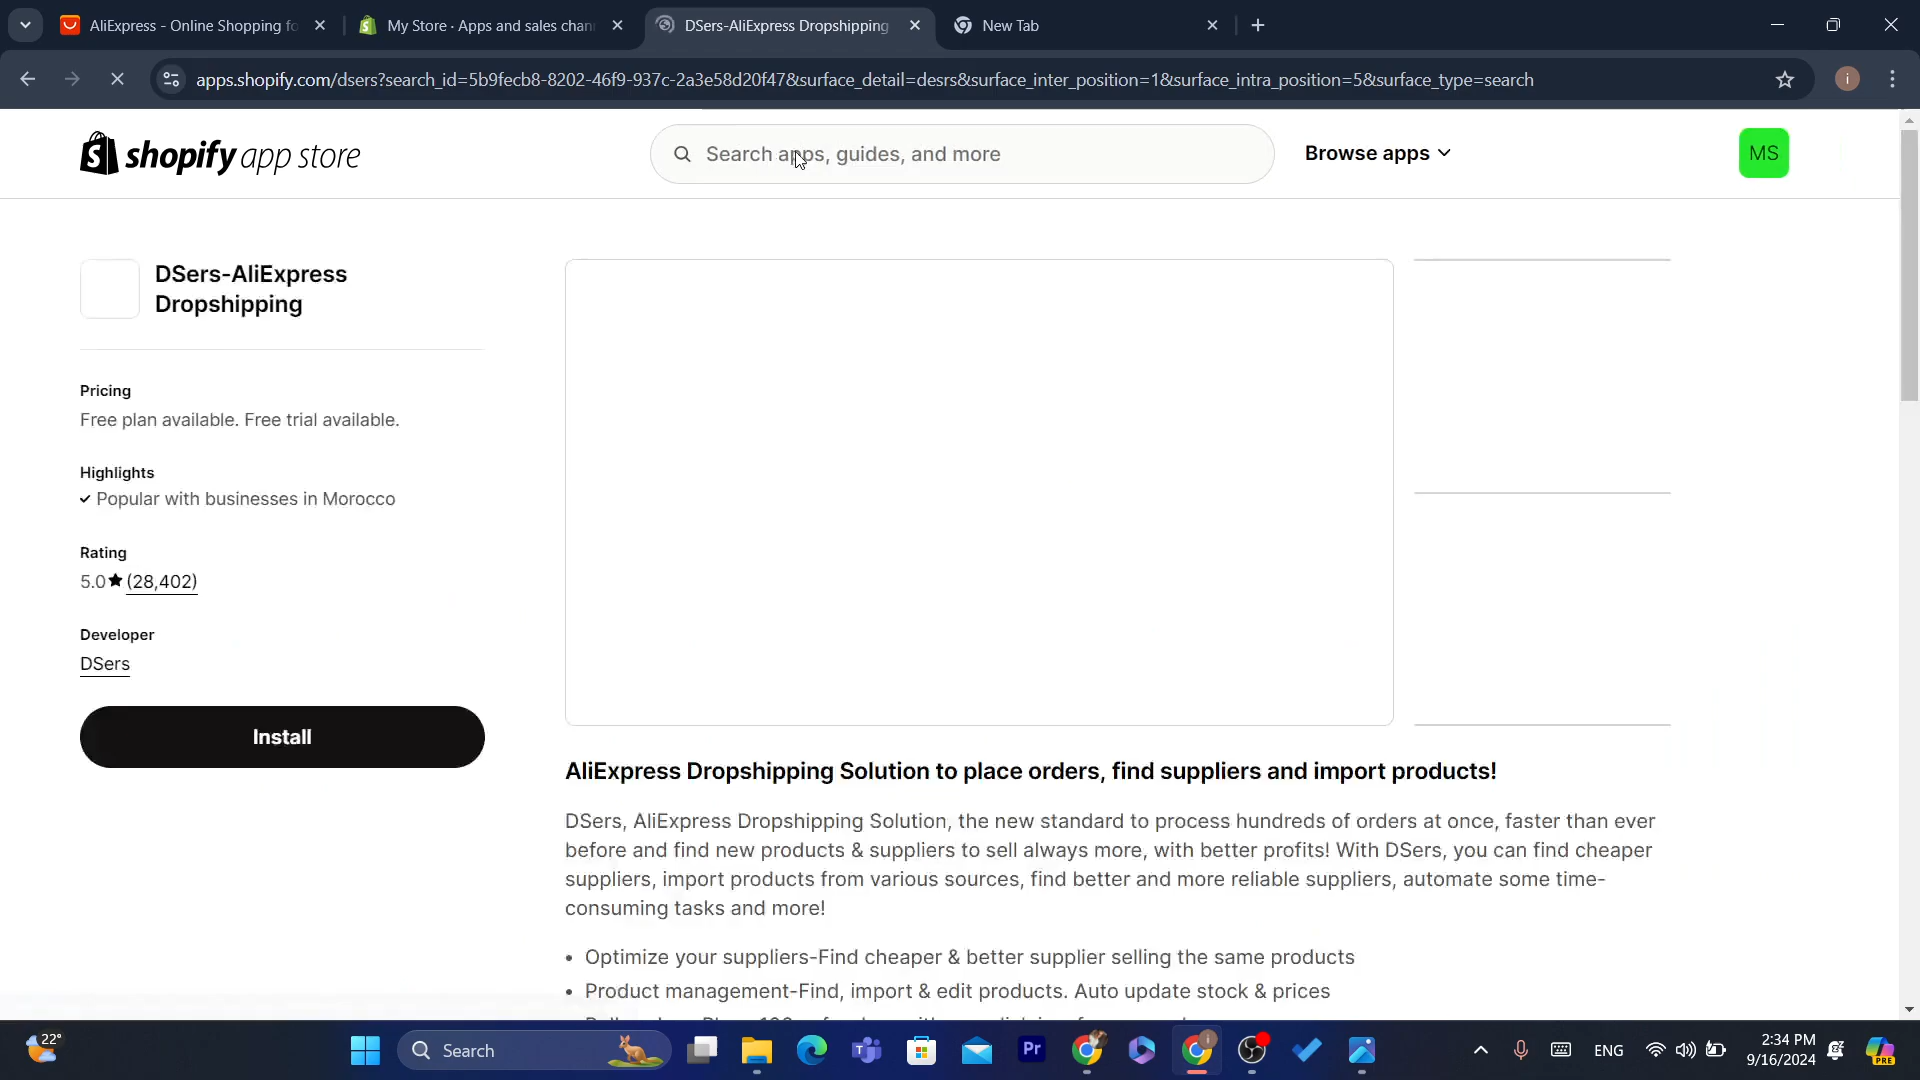 AliExpress - Online Shopping fo
My Store · Apps and sales chan
DSers-AliExpress Dropshipping
New Tab
apps.shopify.com/dsers?search_id=5b9fecb8-8202-46f9-937c-2a3e58d20f47&surface_detail=desrs&surface_inter_position=1&surface_intra_position=5&surface_type=search
i
shopify app store
Search apps, guides, and more
Browse apps
MS
DSers-AliExpress
Dropshipping
Pricing
Free plan available. Free trial available.
Highlights
Popular with businesses in Morocco
Rating
5.0 (28,402)
Developer
DSers
Install
AliExpress Dropshipping Solution to place orders, find suppliers and import products!
DSers, AliExpress Dropshipping Solution, the new standard to process hundreds of orders at once, faster than ever
before and find new products & suppliers to sell always more, with better profits! With DSers, you can find cheaper
suppliers, import products from various sources, find better and more reliable suppliers, automate some time-
consuming tasks and more!
• Optimize your suppliers-Find cheaper & better supplier selling the same products
• Product management-Find, import & edit products. Auto update stock & prices
22°
Search
Pr
ENG
2:34 PM
9/16/2024
PRE